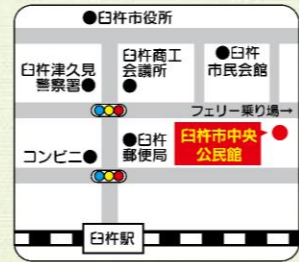 ●臼杵市役所
臼杵津久見
警察署●
臼杵商工
会議所
●
●臼杵
市民会館
フェリー乗り場→
コンビニ●
●臼杵
郵便局
臼杵市中央
公民館
臼杵駅